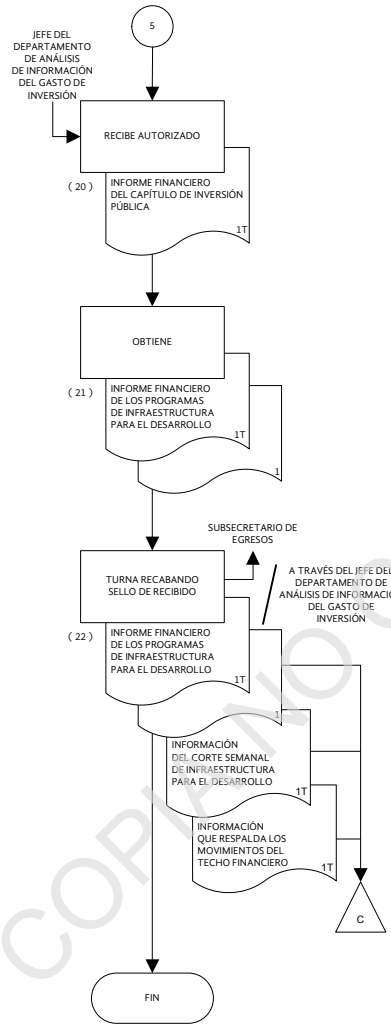 5
JEFE DEL
DEPARTAMENTO
DE ANÁLISIS
DE INFORMACIÓN
DEL GASTO DE
INVERSIÓN
RECIBE AUTORIZADO
( 20 )
INFORME FINANCIERO
DEL CAPÍTULO DE INVERSIÓN
PÚBLICA
1T
OBTIENE
( 21 )
INFORME FINANCIERO
DE LOS PROGRAMAS
DE INFRAESTRUCTURA
PARA EL DESARROLLO
1T
1
SUBSECRETARIO DE
EGRESOS
TURNA RECABANDO
SELLO DE RECIBIDO
A TRAVÉS DEL JEFE DEL
DEPARTAMENTO DE
ANÁLISIS DE INFORMACIÓ
DEL GASTO DE
INVERSIÓN
( 22 )
INFORME FINANCIERO
DE LOS PROGRAMAS
DE INFRAESTRUCTURA
PARA EL DESARROLLO
1T
1
INFORMACIÓN
DEL CORTE SEMANAL
DE INFRAESTRUCTURA
PARA EL DESARROLLO
1T
INFORMACIÓN
QUE RESPALDA LOS
MOVIMIENTOS DEL
TECHO FINANCIERO
1T
C
FIN
COPIA NO C